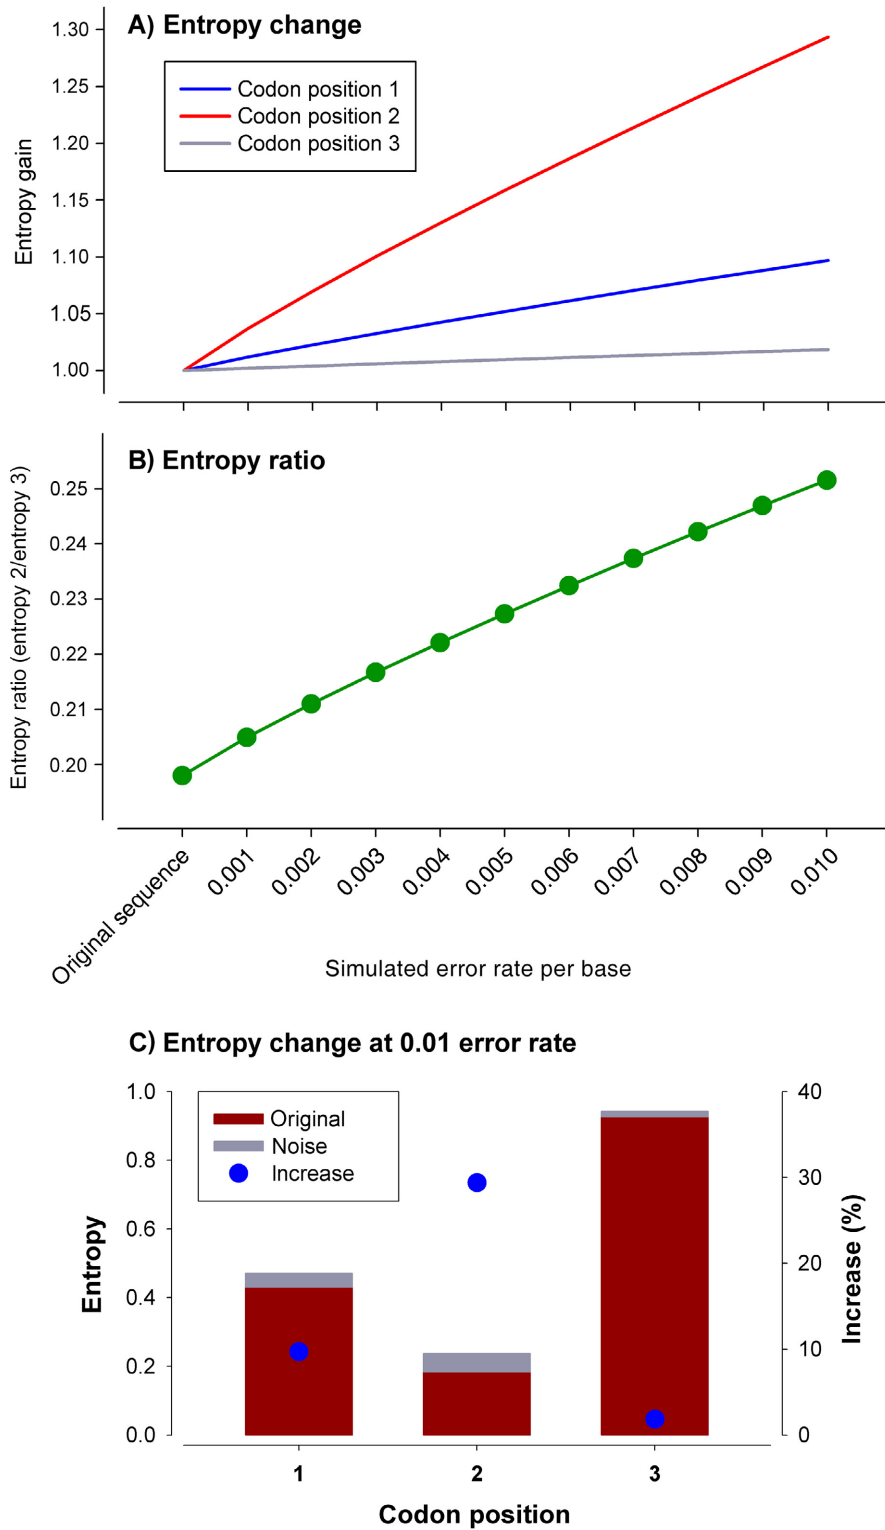 A) Entropy change
1.30
1.25
1.20
1.15
1.10
1.05
1.00
Entropy gain
Codon position 1
Codon position 2
Codon position 3
B) Entropy ratio
0.25
0.24
0.23
0.22
0.21
0.20
Entropy ratio (entropy 2/entropy 3)
Original sequence
0.001
0.002
0.003
0.004
0.005
0.006
0.007
0.008
0.009
0.010
Simulated error rate per base
C) Entropy change at 0.01 error rate
1.0
0.8
0.6
0.4
0.2
0.0
Entropy
Original
Noise
Increase
40
30
20
10
0
Increase (%)
1
2
3
Codon position